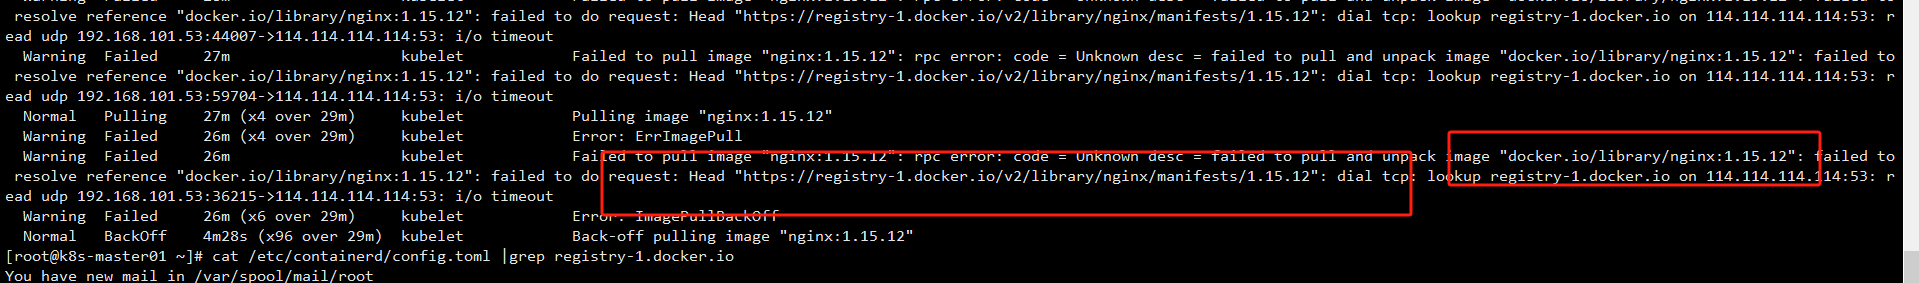 resolve reference "docker.io/library/nginx:1.15.12": failed to do request: Head "https://registry-1.docker.io/v2/library/nginx/manifests/1.15.12": dial tcp: lookup registry-1.docker.io on 114.114.114.114:53: r
ead udp 192.168.101.53:44007->114.114.114.114:53: i/o timeout
Warning  Failed     27m                   kubelet            Failed to pull image "nginx:1.15.12": rpc error: code = Unknown desc = failed to pull and unpack image "docker.io/library/nginx:1.15.12": failed to
resolve reference "docker.io/library/nginx:1.15.12": failed to do request: Head "https://registry-1.docker.io/v2/library/nginx/manifests/1.15.12": dial tcp: lookup registry-1.docker.io on 114.114.114.114:53: r
ead udp 192.168.101.53:59704->114.114.114.114:53: i/o timeout
Normal   Pulling    27m (x4 over 29m)     kubelet            Pulling image "nginx:1.15.12"
Warning  Failed     26m (x4 over 29m)     kubelet            Error: ErrImagePull
Warning  Failed     26m                   kubelet            Failed to pull image "nginx:1.15.12": rpc error: code = Unknown desc = failed to pull and unpack image "docker.io/library/nginx:1.15.12": failed to
resolve reference "docker.io/library/nginx:1.15.12": failed to do request: Head "https://registry-1.docker.io/v2/library/nginx/manifests/1.15.12": dial tcp: lookup registry-1.docker.io on 114.114.114.114:53: r
ead udp 192.168.101.53:36215->114.114.114.114:53: i/o timeout
Warning  Failed     26m (x6 over 29m)     kubelet            Error: ImagePullBackOff
Normal   BackOff    4m28s (x96 over 29m)  kubelet            Back-off pulling image "nginx:1.15.12"
[root@k8s-master01 ~]# cat /etc/containerd/config.toml |grep registry-1.docker.io
You have new mail in /var/spool/mail/root